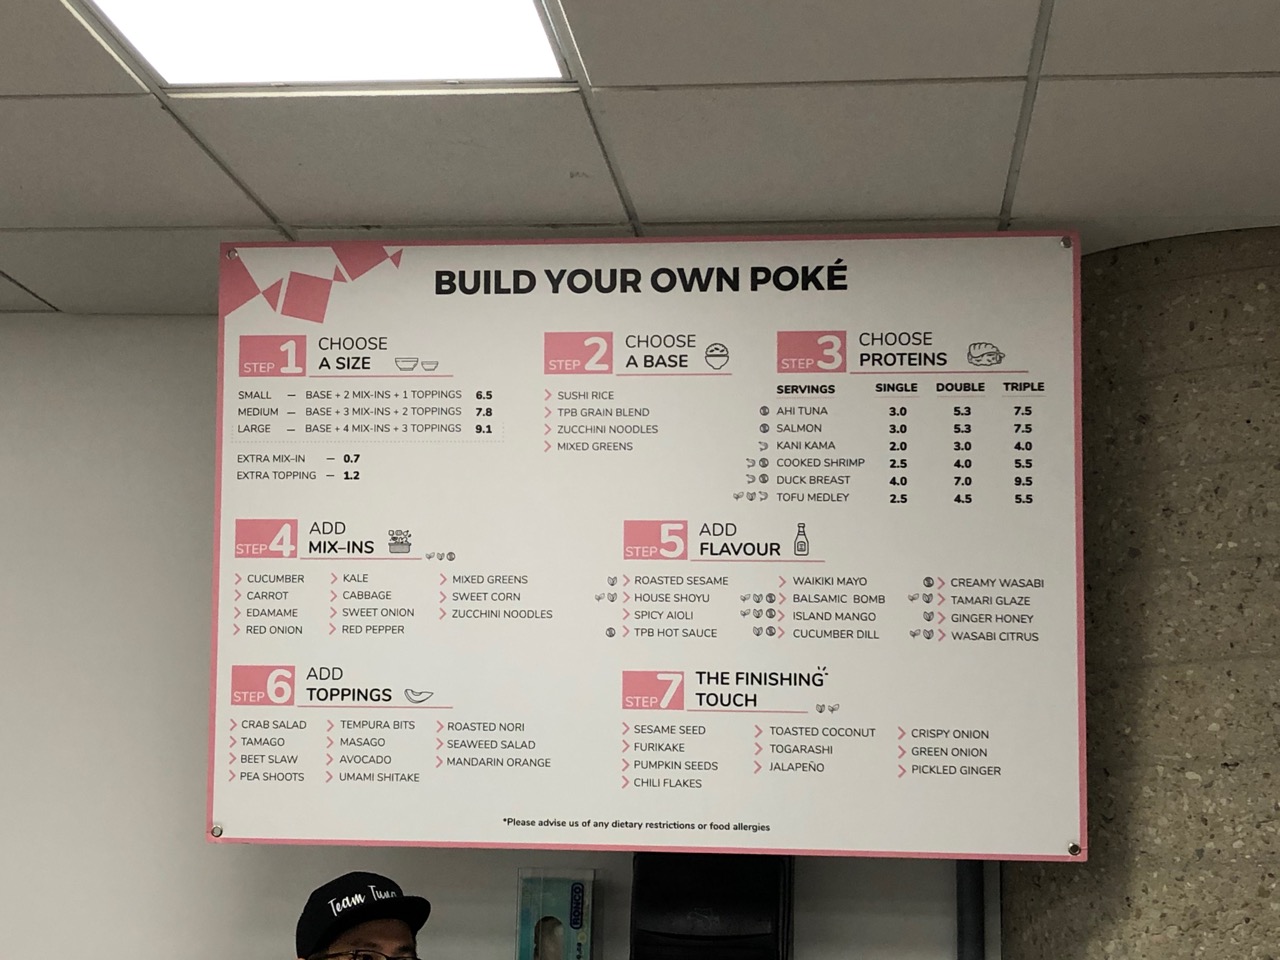 BUILD YOUR OWN POKÉ
STEP 1 CHOOSE
A SIZE
SMALL — BASE + 2 MIX-INS + 1 TOPPINGS 6.5
MEDIUM — BASE + 3 MIX-INS + 2 TOPPINGS 7.8
LARGE — BASE + 4 MIX-INS + 3 TOPPINGS 9.1
EXTRA MIX-IN — 0.7
EXTRA TOPPING — 1.2
STEP 2 CHOOSE
A BASE
SUSHI RICE
TPB GRAIN BLEND
ZUCCHINI NOODLES
MIXED GREENS
STEP 3 CHOOSE
PROTEINS
SERVINGS SINGLE DOUBLE TRIPLE
AHI TUNA 3.0 5.3 7.5
SALMON 3.0 5.3 7.5
KANI KAMA 2.0 3.0 4.0
COOKED SHRIMP 2.5 4.0 5.5
DUCK BREAST 4.0 7.0 9.5
TOFU MEDLEY 2.5 4.5 5.5
STEP 4 ADD
MIX-INS
CUCUMBER KALE MIXED GREENS
CARROT CABBAGE SWEET CORN
EDAMAME SWEET ONION ZUCCHINI NOODLES
RED ONION RED PEPPER
STEP 5 ADD
FLAVOUR
ROASTED SESAME WAIKIKI MAYO CREAMY WASABI
HOUSE SHOYU BALSAMIC BOMB TAMARI GLAZE
SPICY AIOLI ISLAND MANGO GINGER HONEY
TPB HOT SAUCE CUCUMBER DILL WASABI CITRUS
STEP 6 ADD
TOPPINGS
CRAB SALAD TEMPURA BITS ROASTED NORI
TAMAGO MASAGO SEAWEED SALAD
BEET SLAW AVOCADO MANDARIN ORANGE
PEA SHOOTS UMAMI SHITAKE
STEP 7 THE FINISHING
TOUCH
SESAME SEED TOASTED COCONUT CRISPY ONION
FURIKAKE TOGARASHI GREEN ONION
PUMPKIN SEEDS JALAPEÑO PICKLED GINGER
CHILI FLAKES
*Please advise us of any dietary restrictions or food allergies
Team Tuna
RONCO